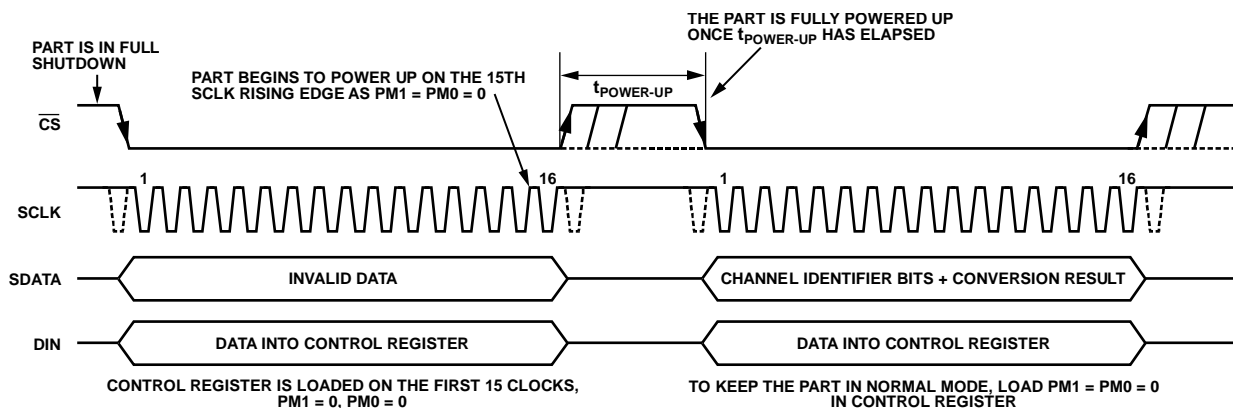 THE PART IS FULLY POWERED UP
ONCE tPOWER-UP HAS ELAPSED
PART IS IN FULL
SHUTDOWN
PART BEGINS TO POWER UP ON THE 15TH
SCLK RISING EDGE AS PM1 = PM0 = 0
tPOWER-UP
CS
1
16
1
16
SCLK
SDATA
INVALID DATA
CHANNEL IDENTIFIER BITS + CONVERSION RESULT
DIN
DATA INTO CONTROL REGISTER
DATA INTO CONTROL REGISTER
CONTROL REGISTER IS LOADED ON THE FIRST 15 CLOCKS,
PM1 = 0, PM0 = 0
TO KEEP THE PART IN NORMAL MODE, LOAD PM1 = PM0 = 0
IN CONTROL REGISTER